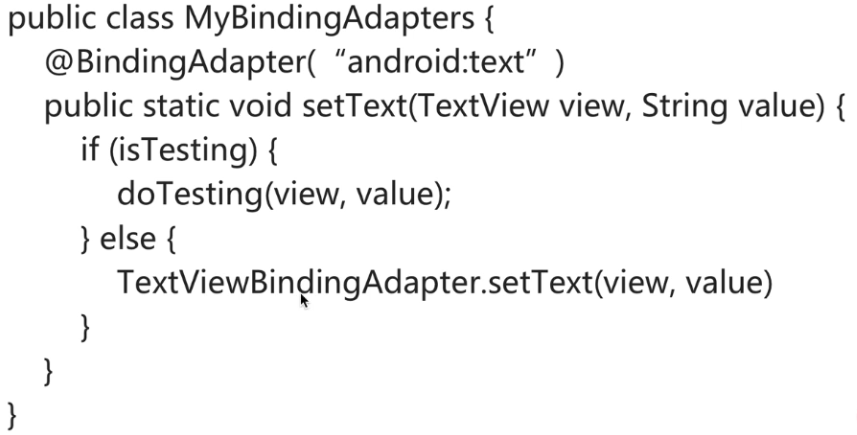 public class MyBindingAdapters {
@BindingAdapter( “android:text” )
public static void setText(TextView view, String value) {
if (isTesting) {
doTesting(view, value);
} else {
TextViewBindingAdapter.setText(view, value)
}
}
}